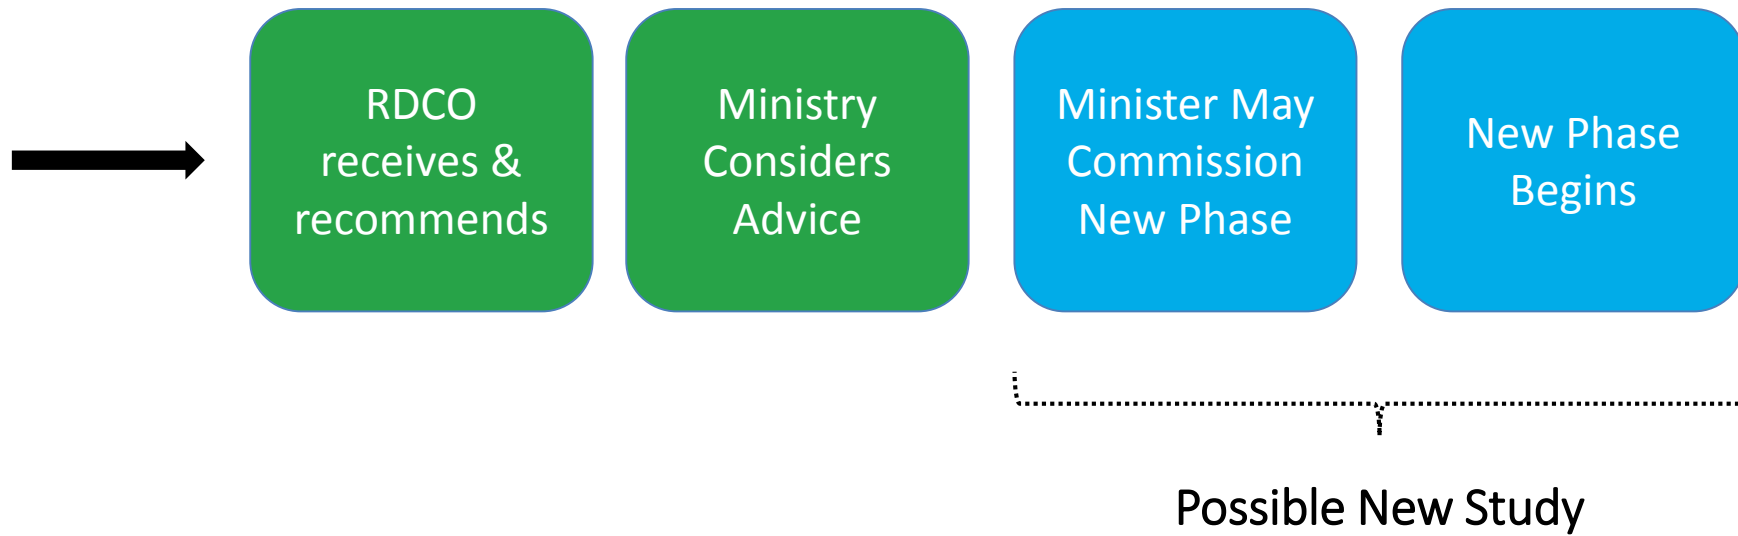 RDCO
receives &
recommends
Ministry
Considers
Advice
Minister May
Commission
New Phase
New Phase
Begins
Possible New Study